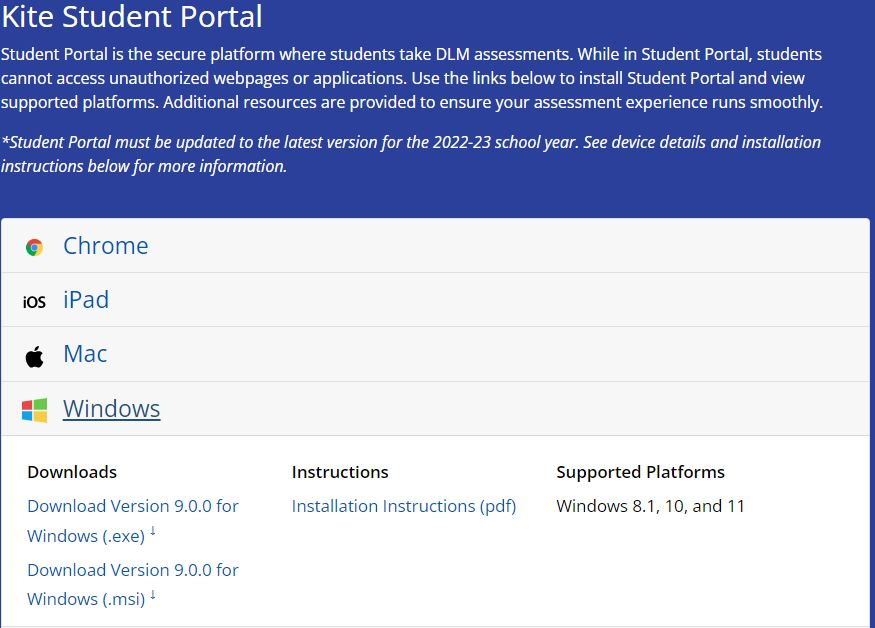 Kite Student Portal
Student Portal is the secure platform where students take DLM assessments. While in Student Portal, students
cannot access unauthorized webpages or applications. Use the links below to install Student Portal and view
supported platforms. Additional resources are provided to ensure your assessment experience runs smoothly.
*Student Portal must be updated to the latest version for the 2022-23 school year. See device details and installation
instructions below for more information.
Chrome
iOS iPad
Mac
Windows
Downloads
Download Version 9.0.0 for
Windows (.exe) ↓
Download Version 9.0.0 for
Windows (.msi) ↓
Instructions
Installation Instructions (pdf)
Supported Platforms
Windows 8.1, 10, and 11